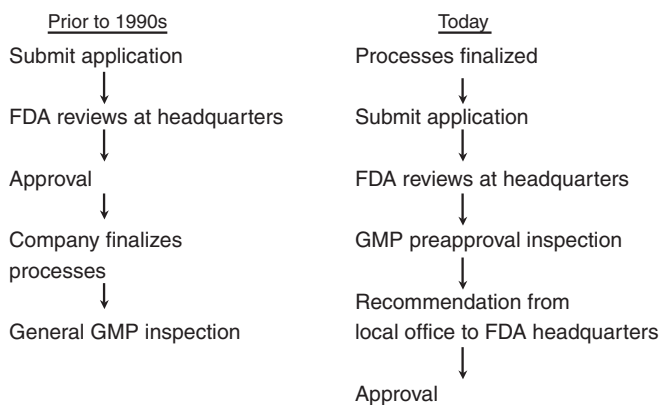 Prior to 1990s
Submit application
FDA reviews at headquarters
Approval
Company finalizes
processes
General GMP inspection
Today
Processes finalized
Submit application
FDA reviews at headquarters
GMP preapproval inspection
Recommendation from
local office to FDA headquarters
Approval